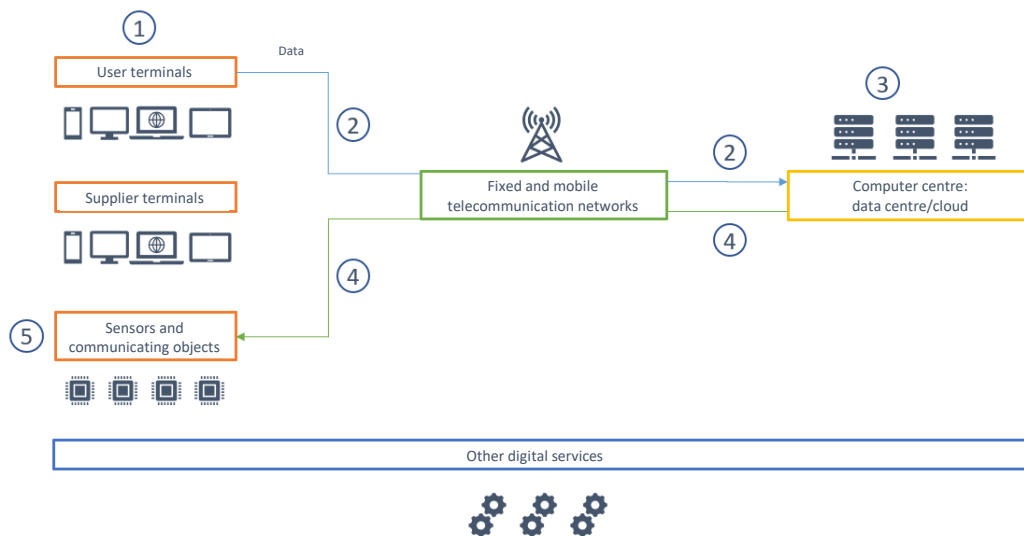 1
Data
User terminals
2
3
2
Fixed and mobile
telecommunication networks
Computer centre:
data centre/cloud
Supplier terminals
4
4
5
Sensors and
communicating objects
Other digital services